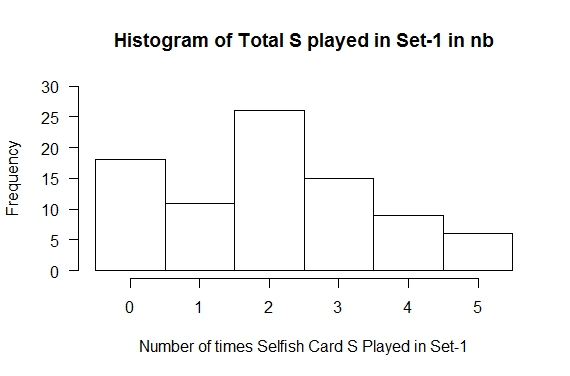 Histogram of Total S played in Set-1 in nb
Frequency
30
25
20
15
10
5
0
0 1 2 3 4 5
Number of times Selfish Card S Played in Set-1